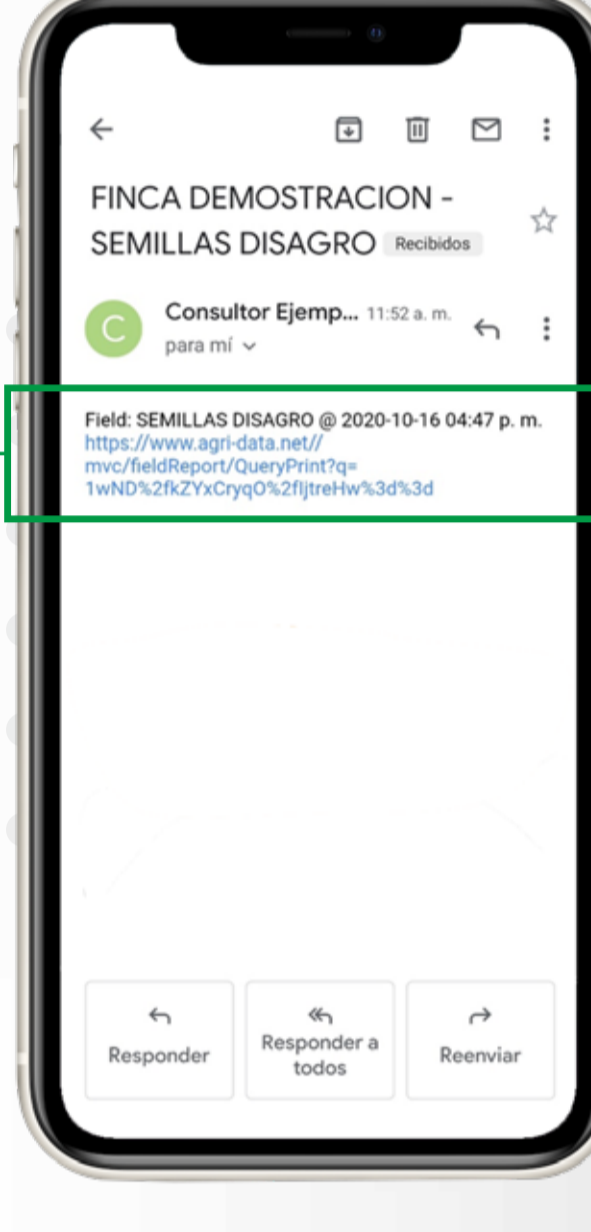 FINCA DEMOSTRACION -
SEMILLAS DISAGRO Recibidos
C
Consultor Ejemp... 11:52 a. m.
para mí
Field: SEMILLAS DISAGRO @ 2020-10-16 04:47 p. m.
https://www.agri-data.net//
mvc/fieldReport/QueryPrint?q=
1wND%2fkZYxCryqO%2fIjtreHw%3d%3d
Responder
Responder a
todos
Reenviar